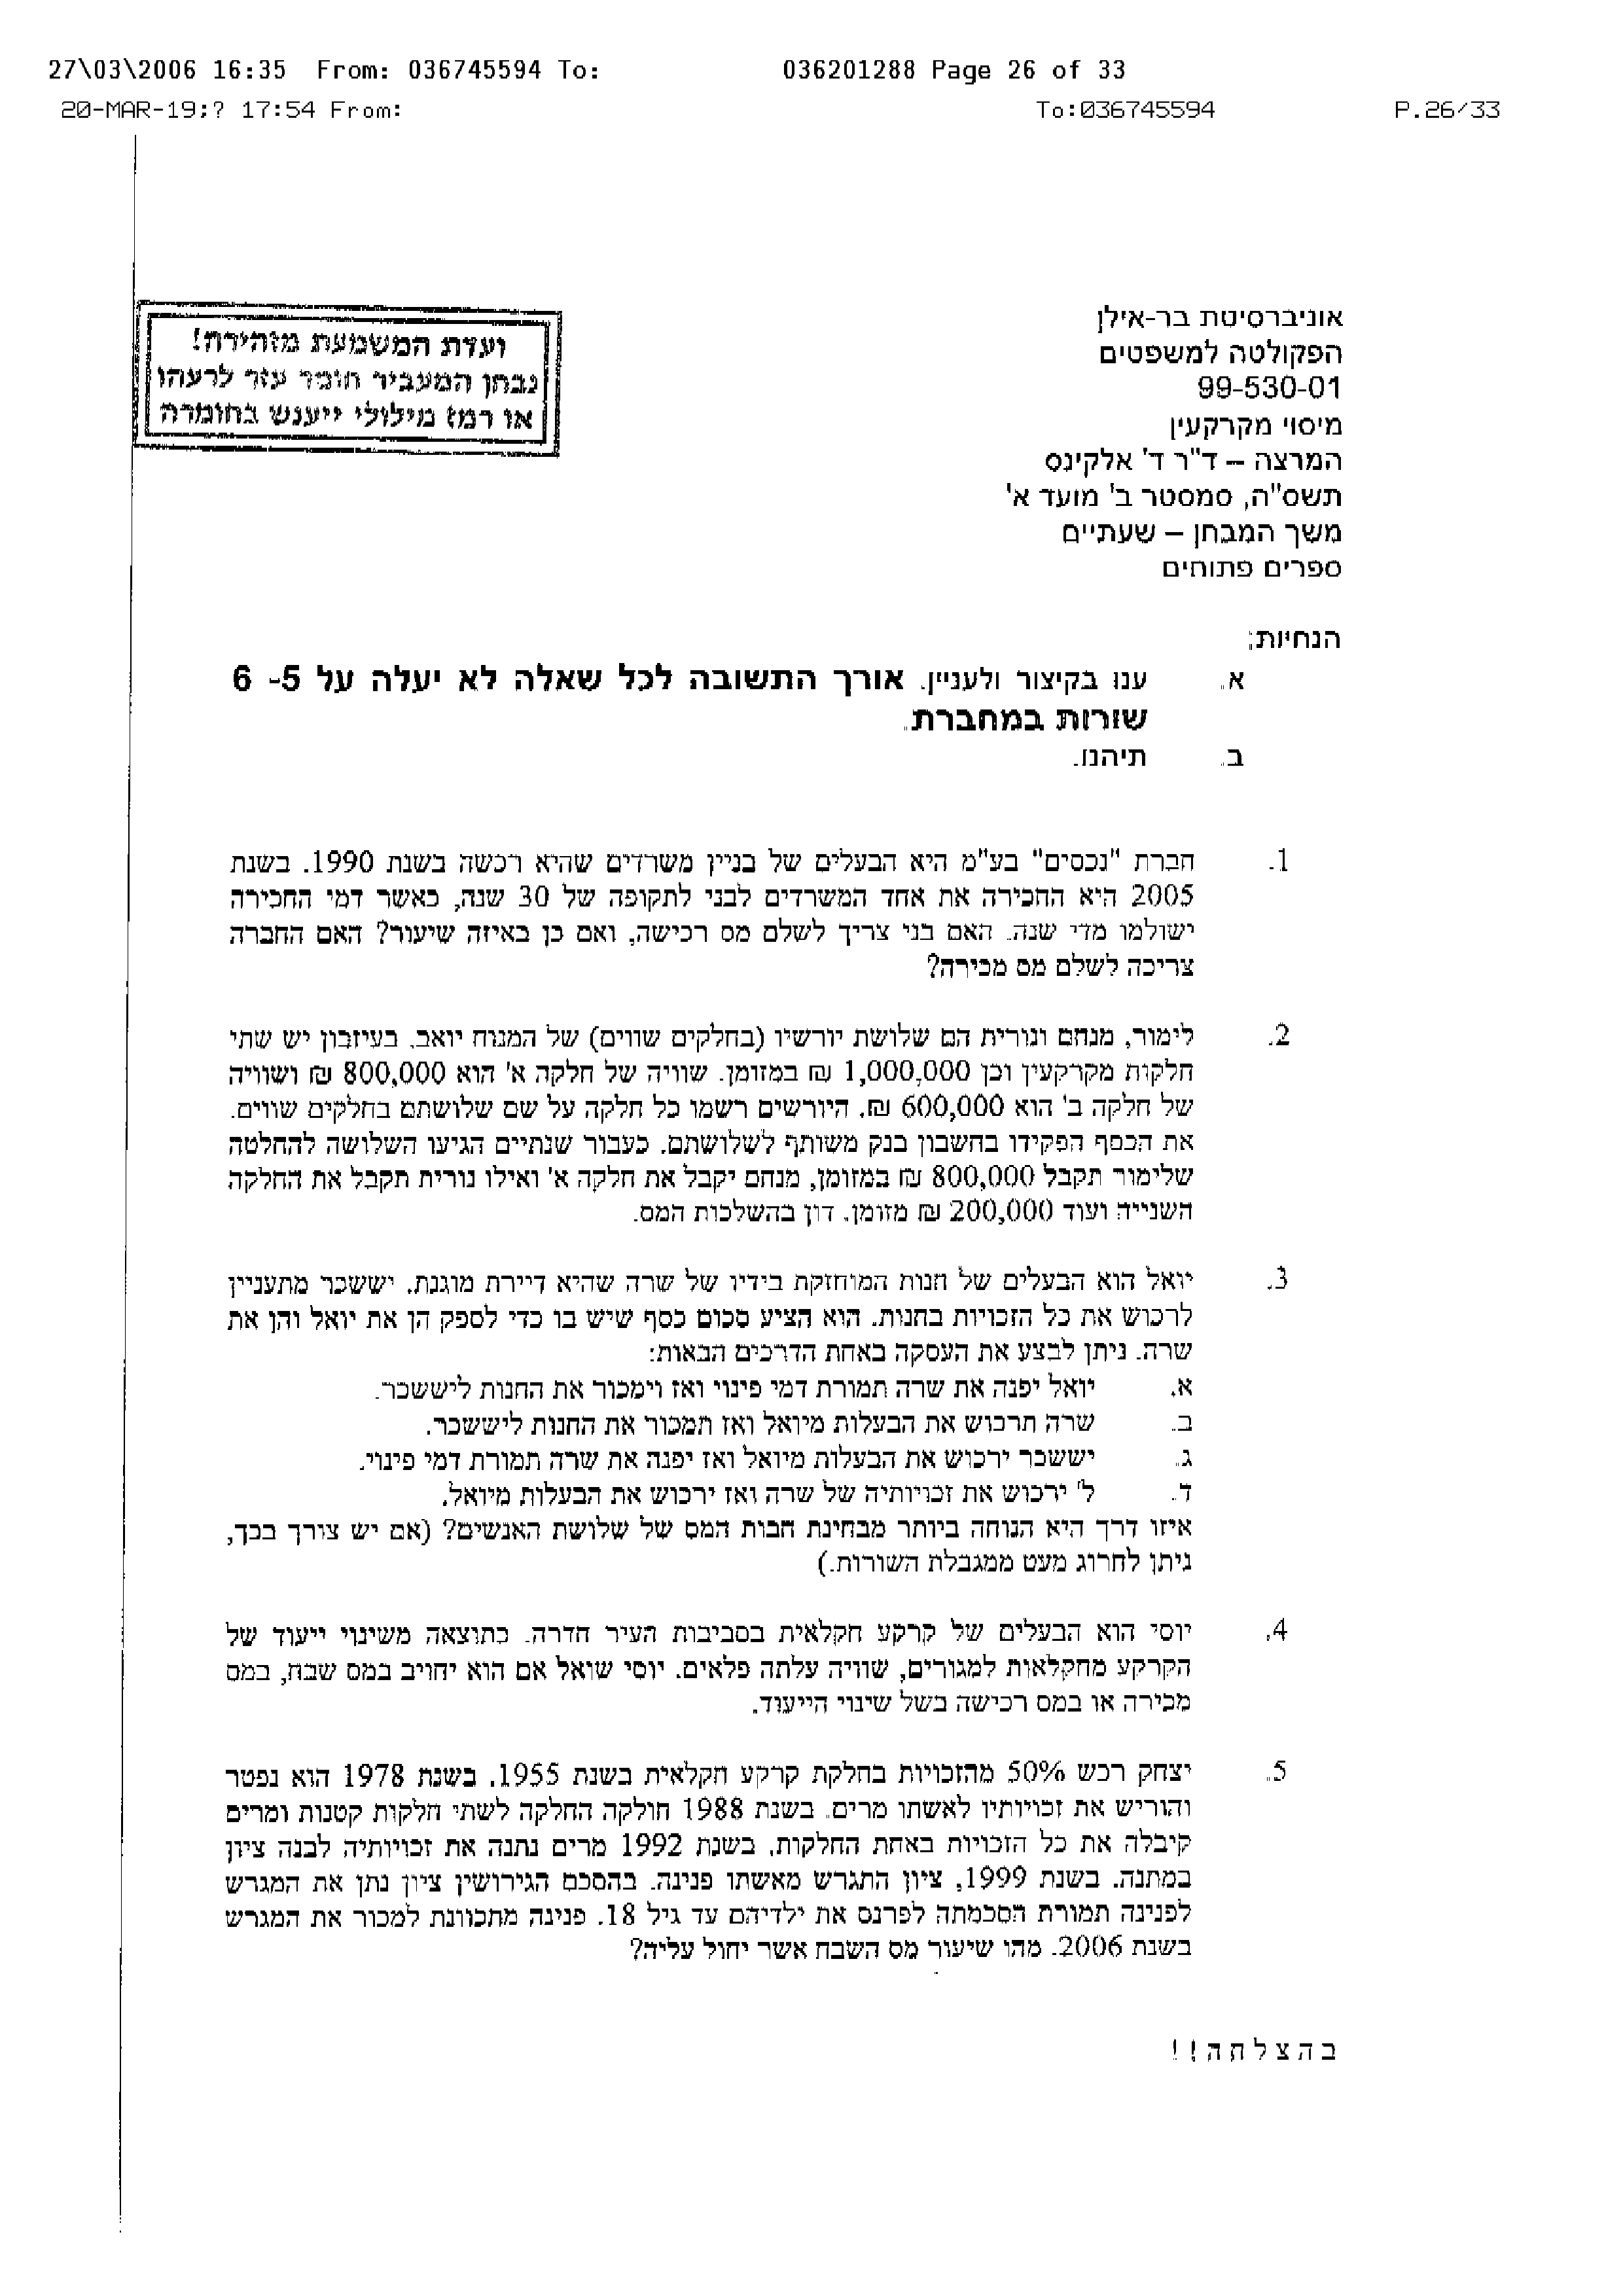 27\03\2006 16:35 From: 036745594 To: 036201288 Page 26 of 33
20-MAR-19;? 17:54 From: To:036745594 P.26/33
ועדת המשמעת מזהירה!
נבחן המעביר חומר עזר לרעהו
או רמז מילולי ייענש בחומרה
אוניברסיטת בר-אילן
הפקולטה למשפטים
99-530-01
מיסוי מקרקעין
המרצה – ד"ר ד' אלקינס
תשס"ה, סמסטר ב' מועד א'
משך המבחן – שעתיים
ספרים פתוחים
הנחיות:
א. ענו בקיצור ולעניין. אורך התשובה לכל שאלה לא יעלה על 5- 6
שורות במחברת.
ב. תיהנו.
1. חברת "נכסים" בע"מ היא הבעלים של בניין משרדים שהיא רכשה בשנת 1990. בשנת
2005 היא החכירה את אחד המשרדים לבני לתקופה של 30 שנה, כאשר דמי החכירה
ישולמו מדי שנה. האם בני צריך לשלם מס רכישה, ואם כן באיזה שיעור? האם החברה
צריכה לשלם מס מכירה?
2. לימור, מנחם ונורית הם שלושת יורשיו (בחלקים שווים) של המנוח יואב. בעיזבון יש שתי
חלקות מקרקעין וכן 1,000,000 ₪ במזומן. שוויה של חלקה א' הוא 800,000 ₪ ושוויה
של חלקה ב' הוא 600,000 ₪. היורשים רשמו כל חלקה על שם שלושתם בחלקים שווים.
את הכסף הפקידו בחשבון בנק משותף לשלושתם. כעבור שנתיים הגיעו השלושה להחלטה
שלימור תקבל 800,000 ₪ במזומן, מנחם יקבל את חלקה א' ואילו נורית תקבל את החלקה
השנייה ועוד 200,000 ₪ מזומן. דון בהשלכות המס.
3. יואל הוא הבעלים של חנות המוחזקת בידיו של שרה שהיא דיירת מוגנת. יששכר מתעניין
לרכוש את כל הזכויות בחנות. הוא הציע סכום כסף שיש בו כדי לספק הן את יואל והן את
שרה. ניתן לבצע את העסקה באחת הדרכים הבאות:
א. יואל יפנה את שרה תמורת דמי פינוי ואז וימכור את החנות ליששכר.
ב. שרה תרכוש את הבעלות מיואל ואז תמכור את החנות ליששכר.
ג. יששכר ירכוש את הבעלות מיואל ואז יפנה את שרה תמורת דמי פינוי.
ד. ל' ירכוש את זכויותיה של שרה ואז ירכוש את הבעלות מיואל.
איזו דרך היא הנוחה ביותר מבחינת חבות המס של שלושת האנשים? (אם יש צורך בכך,
ניתן לחרוג מעט ממגבלת השורות.)
4. יוסי הוא הבעלים של קרקע חקלאית בסביבות העיר חדרה. כתוצאה משינוי ייעוד של
הקרקע מחקלאות למגורים, שוויה עלתה פלאים. יוסי שואל אם הוא יחויב במס שבח, במס
מכירה או במס רכישה בשל שינוי הייעוד.
5. יצחק רכש 50% מהזכויות בחלקת קרקע חקלאית בשנת 1955. בשנת 1978 הוא נפטר
והוריש את זכויותיו לאשתו מרים. בשנת 1988 חולקה החלקה לשתי חלקות קטנות ומרים
קיבלה את כל הזכויות באחת החלקות. בשנת 1992 מרים נתנה את זכויותיה לבנה ציון
במתנה. בשנת 1999, ציון התגרש מאשתו פנינה. בהסכם הגירושין ציון נתן את המגרש
לפנינה תמורת הסכמתה לפרנס את ילדיהם עד גיל 18. פנינה מתכוונת למכור את המגרש
בשנת 2006. מהו שיעור מס השבח אשר יחול עליה?
בהצלחה!!